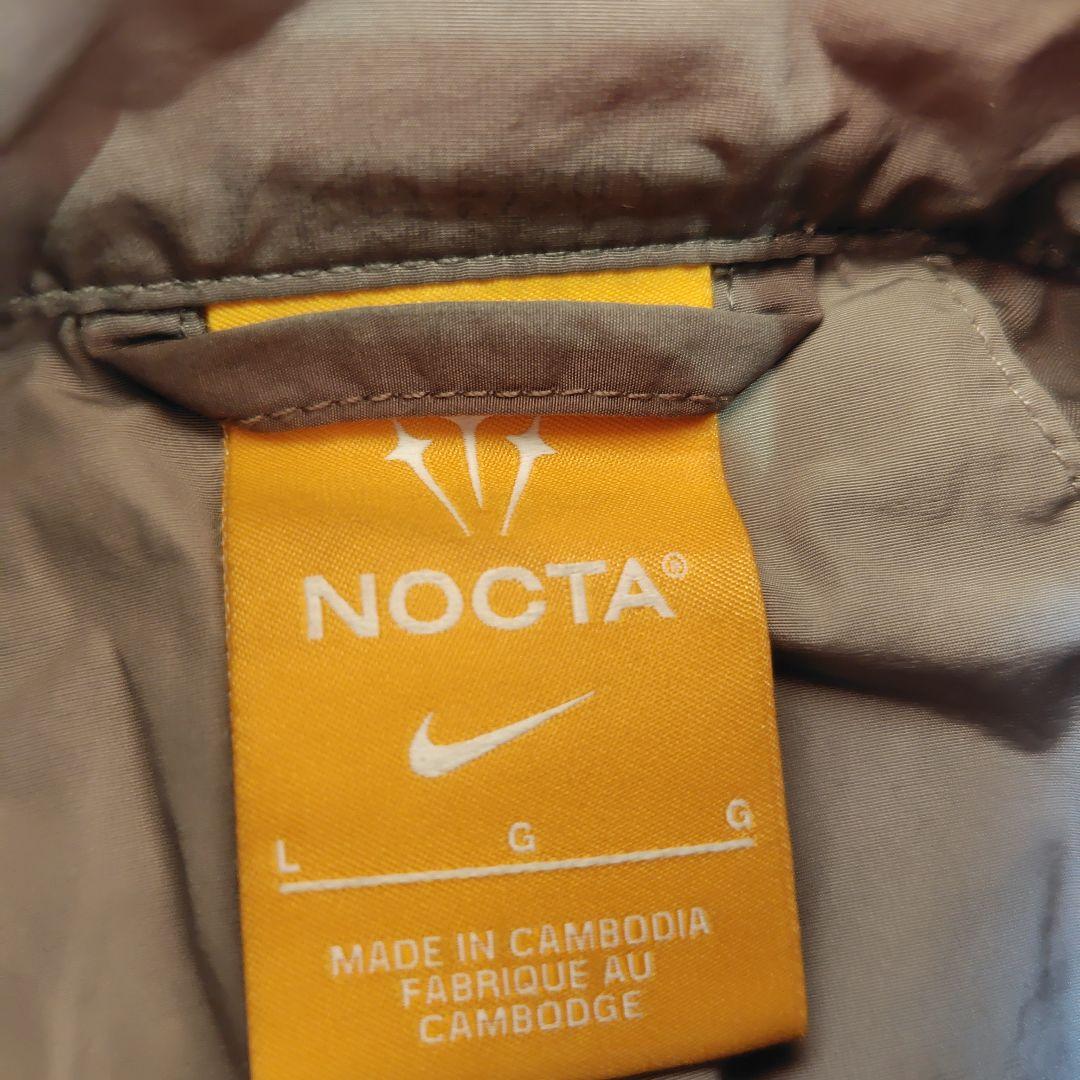 NOCTA®
L G G
MADE IN CAMBODIA
FABRIQUE AU
CAMBODGE